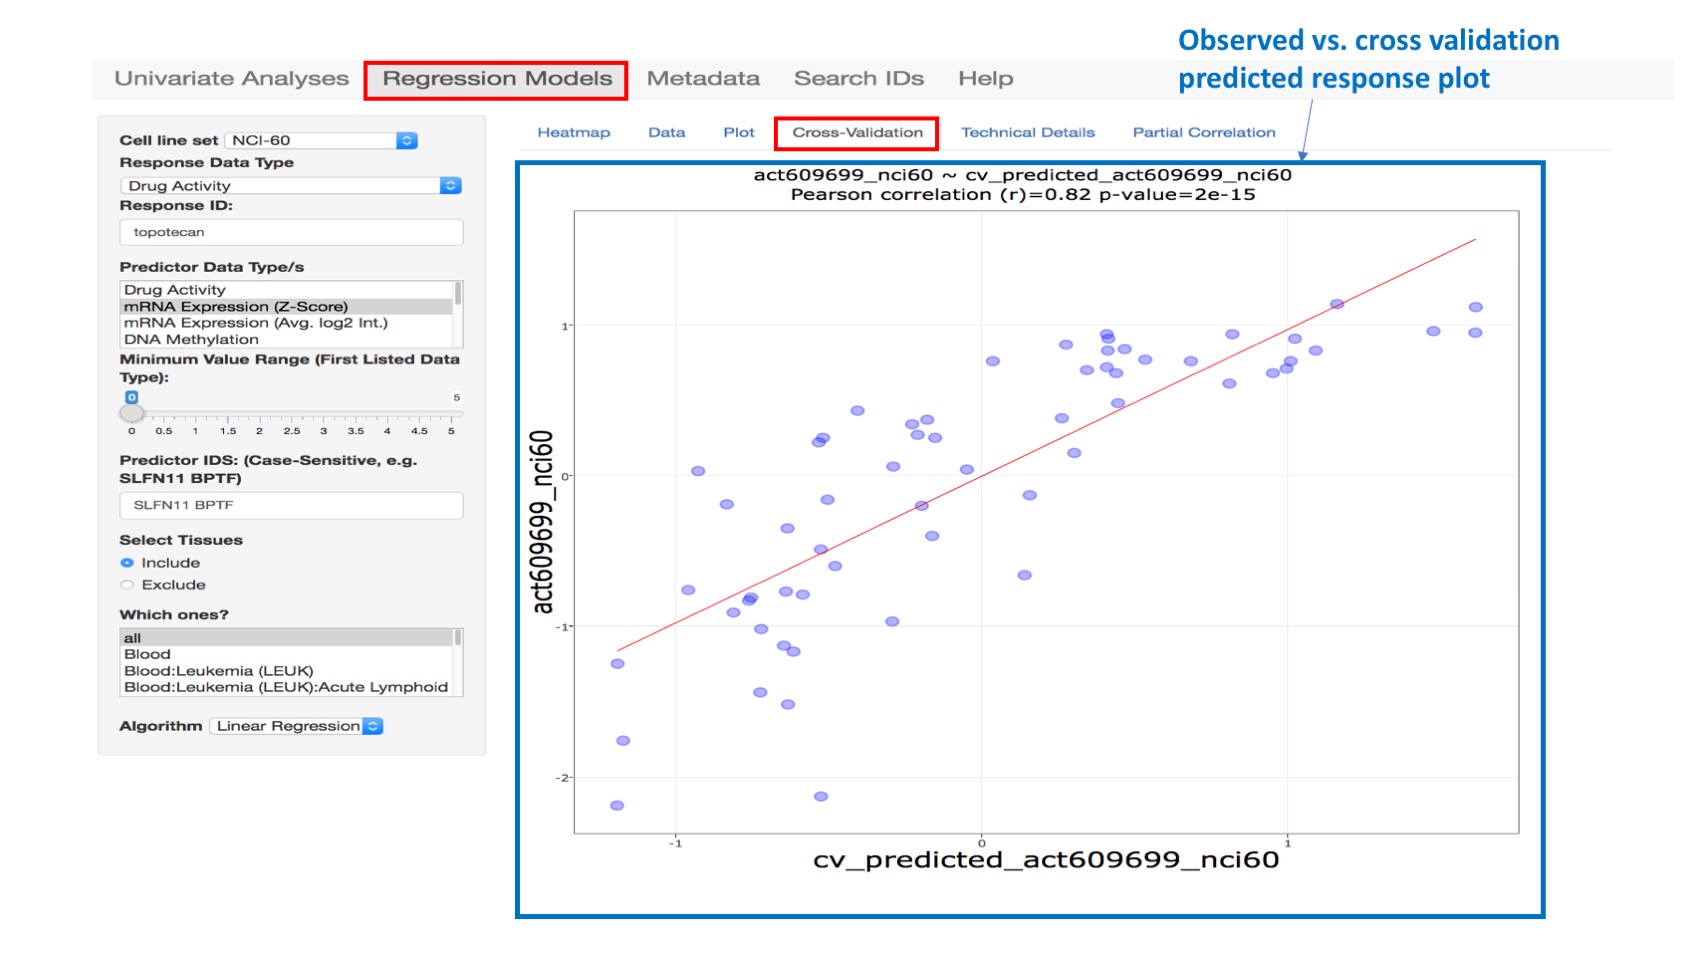 Observed vs. cross validation
predicted response plot
Univariate Analyses Regression Models Metadata Search IDs Help
Cell line set NCI-60
Response Data Type
Drug Activity
Response ID:
topotecan
Predictor Data Type/s
Drug Activity
mRNA Expression (Z-Score)
mRNA Expression (Avg. log2 Int.)
DNA Methylation
Minimum Value Range (First Listed Data
Type):
0 5
0 0.5 1 1.5 2 2.5 3 3.5 4 4.5 5
Predictor IDS: (Case-Sensitive, e.g.
SLFN11 BPTF)
SLFN11 BPTF
Select Tissues
Include
Exclude
Which ones?
all
Blood
Blood:Leukemia (LEUK)
Blood:Leukemia (LEUK):Acute Lymphoid
Algorithm Linear Regression
Heatmap Data Plot Cross-Validation Technical Details Partial Correlation
act609699_nci60 ~ cv_predicted_act609699_nci60
Pearson correlation (r)=0.82 p-value=2e-15
act609699_nci60
1
0
-1
-2
-1 0 1
cv_predicted_act609699_nci60